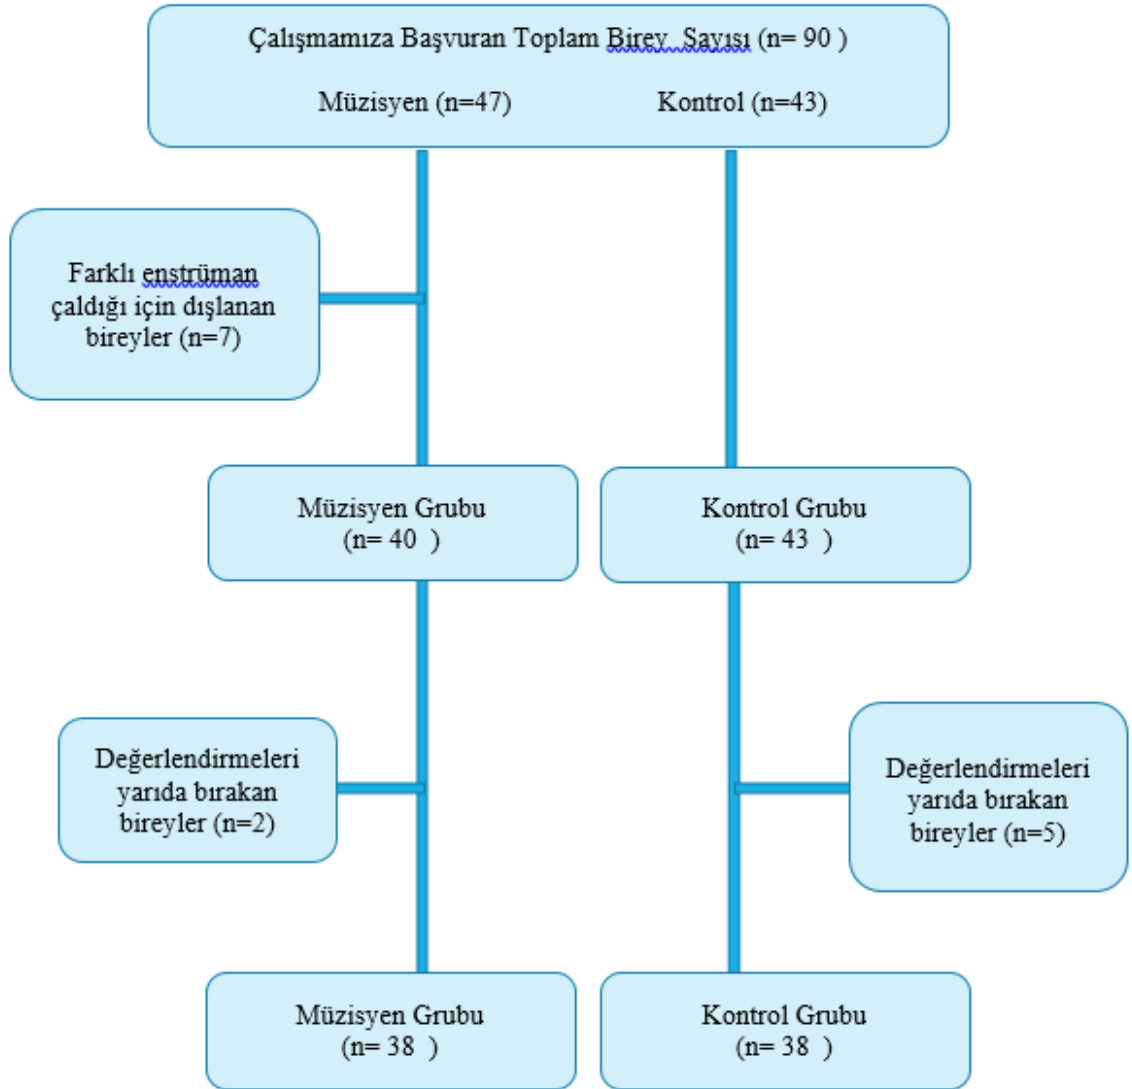 Çalışmamıza Başvuran Toplam Birey Sayısı (n= 90 )
Müzisyen (n=47) Kontrol (n=43)
Farklı enstrüman
çaldığı için dışlanan
bireyler (n=7)
Müzisyen Grubu
(n= 40 )
Kontrol Grubu
(n= 43 )
Değerlendirmeleri
yarıda bırakan
bireyler (n=2)
Değerlendirmeleri
yarıda bırakan
bireyler (n=5)
Müzisyen Grubu
(n= 38 )
Kontrol Grubu
(n= 38 )